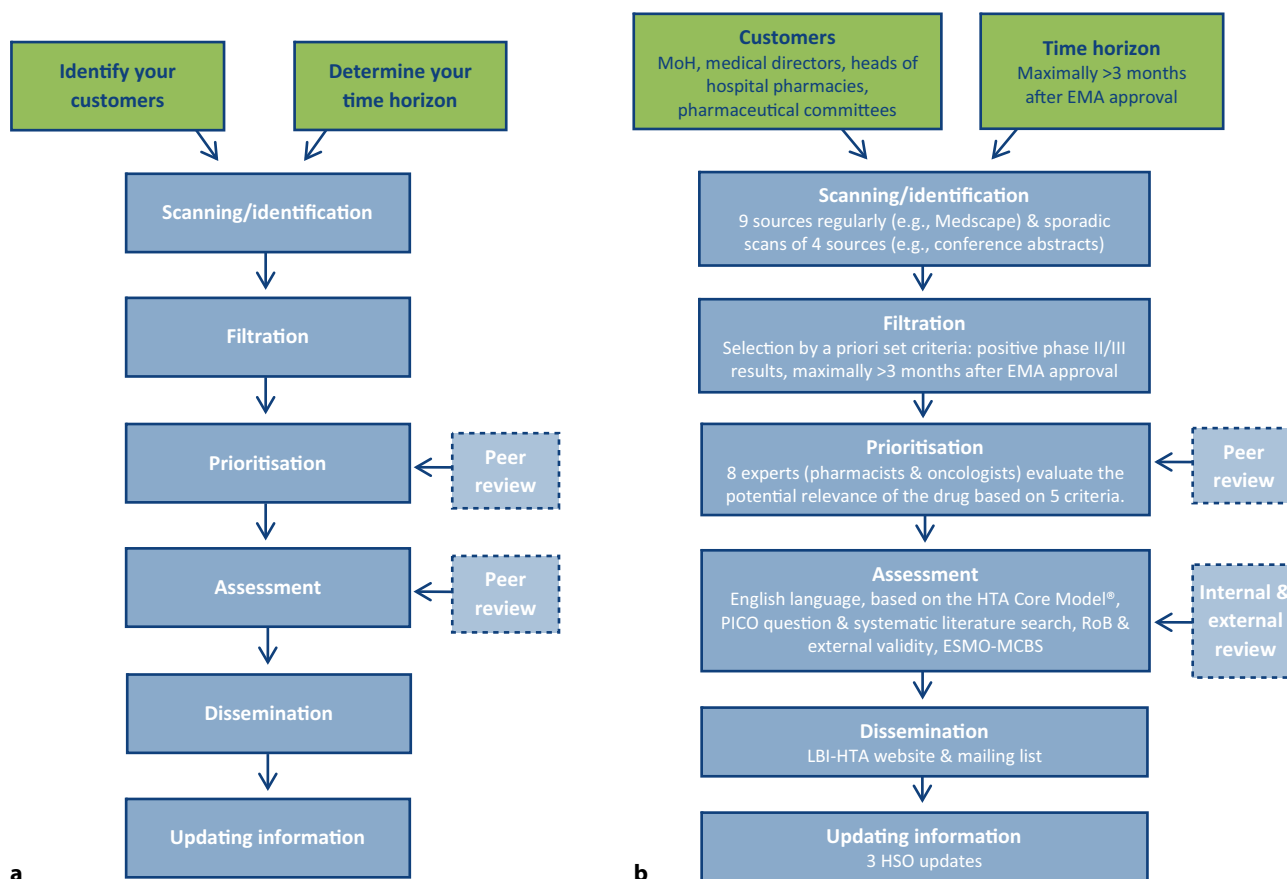 Identify your
customers
Determine your
time horizon
Scanning/identification
Filtration
Prioritisation
Peer
review
Assessment
Peer
review
Dissemination
Updating information
a
Customers
MoH, medical directors, heads of
hospital pharmacies,
pharmaceutical committees
Time horizon
Maximally >3 months
after EMA approval
Scanning/identification
9 sources regularly (e.g., Medscape) & sporadic
scans of 4 sources (e.g., conference abstracts)
Filtration
Selection by a priori set criteria: positive phase II/III
results, maximally >3 months after EMA approval
Prioritisation
8 experts (pharmacists & oncologists) evaluate the
potential relevance of the drug based on 5 criteria.
Peer
review
Assessment
English language, based on the HTA Core Model®,
PICO question & systematic literature search, RoB &
external validity, ESMO-MCBS
Internal &
external
review
Dissemination
LBI-HTA website & mailing list
Updating information
3 HSO updates
b